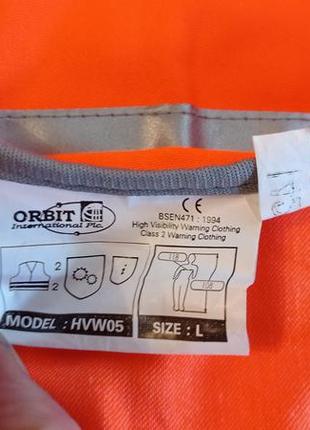 ORBIT
International Plc.
CE
BSEN471 : 1994
High Visibility Warning Clothing
Class 2 Warning Clothing
2
2
i
MODEL : HVW05
SIZE : L